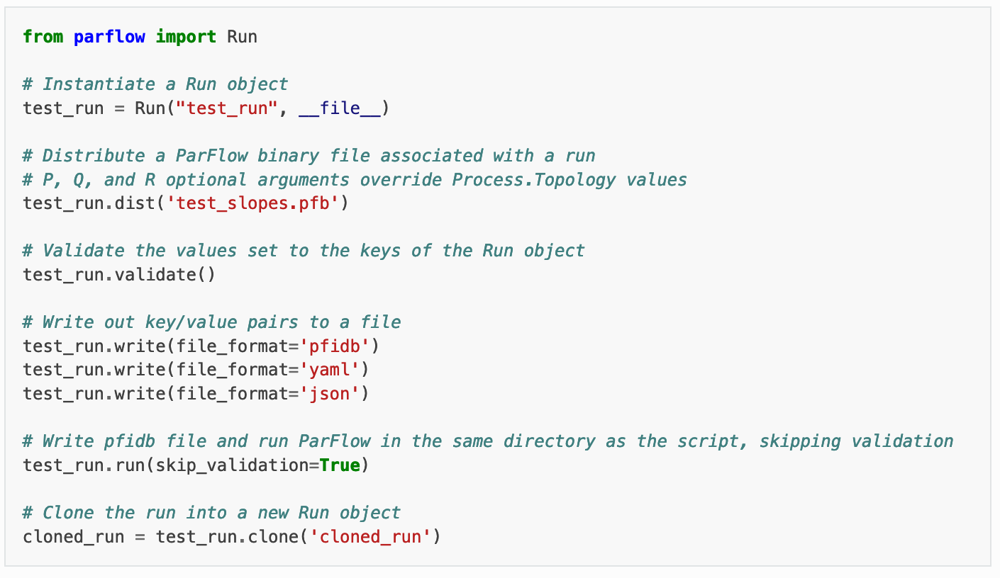 from parflow import Run
# Instantiate a Run object
test_run = Run("test_run", __file__)
# Distribute a ParFlow binary file associated with a run
# P, Q, and R optional arguments override Process.Topology values
test_run.dist('test_slopes.pfb')
# Validate the values set to the keys of the Run object
test_run.validate()
# Write out key/value pairs to a file
test_run.write(file_format='pfidb')
test_run.write(file_format='yaml')
test_run.write(file_format='json')
# Write pfidb file and run ParFlow in the same directory as the script, skipping validation
test_run.run(skip_validation=True)
# Clone the run into a new Run object
cloned_run = test_run.clone('cloned_run')